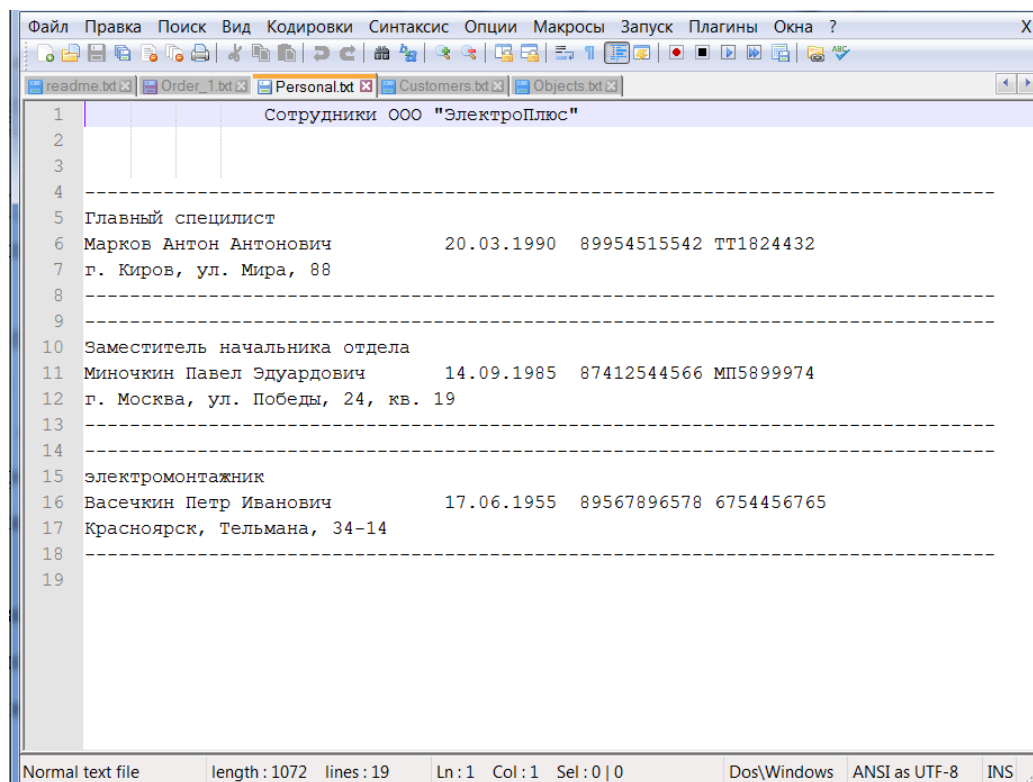 Файл Правка Поиск Вид Кодировки Синтаксис Опции Макросы Запуск Плагины Окна ? X
readme.txt Order_1.txt Personal.txt Customers.txt Objects.txt
1 Сотрудники ООО "ЭлектроПлюс"
2
3
4 ---------------------------------------------------------------------------------
5 Главный специлист
6 Марков Антон Антонович 20.03.1990 89954515542 ТТ1824432
7 г. Киров, ул. Мира, 88
8 ---------------------------------------------------------------------------------
9 ---------------------------------------------------------------------------------
10 Заместитель начальника отдела
11 Миночкин Павел Эдуардович 14.09.1985 87412544566 МП5899974
12 г. Москва, ул. Победы, 24, кв. 19
13 ---------------------------------------------------------------------------------
14 ---------------------------------------------------------------------------------
15 электромонтажник
16 Васечкин Петр Иванович 17.06.1955 89567896578 6754456765
17 Красноярск, Тельмана, 34-14
18 ---------------------------------------------------------------------------------
19
Normal text file length : 1072 lines : 19 Ln : 1 Col : 1 Sel : 0 | 0 Dos\Windows ANSI as UTF-8 INS